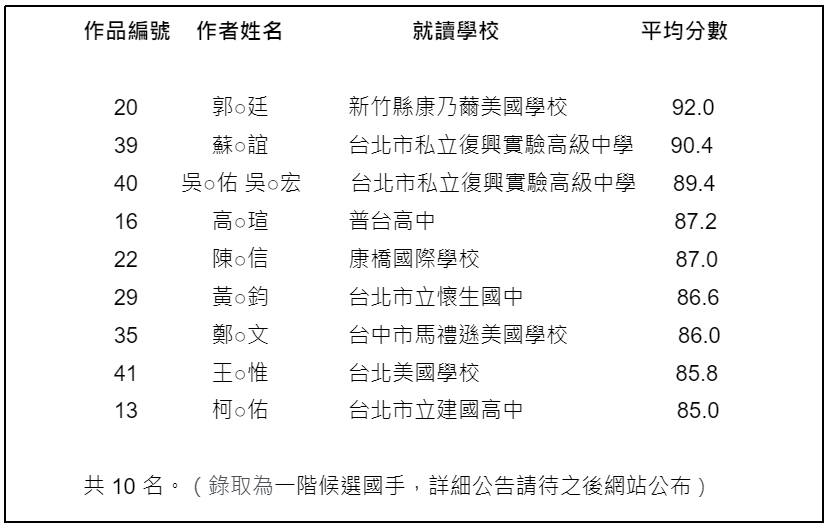 作品編號 作者姓名 就讀學校 平均分數
20 郭○廷 新竹縣康乃薾美國學校 92.0
39 蘇○誼 台北市私立復興實驗高級中學 90.4
40 吳○佑 吳○宏 台北市私立復興實驗高級中學 89.4
16 高○瑄 普台高中 87.2
22 陳○信 康橋國際學校 87.0
29 黃○鈞 台北市立懷生國中 86.6
35 鄭○文 台中市馬禮遜美國學校 86.0
41 王○惟 台北美國學校 85.8
13 柯○佑 台北市立建國高中 85.0
共 10 名。（錄取為一階候選國手，詳細公告請待之後網站公布）